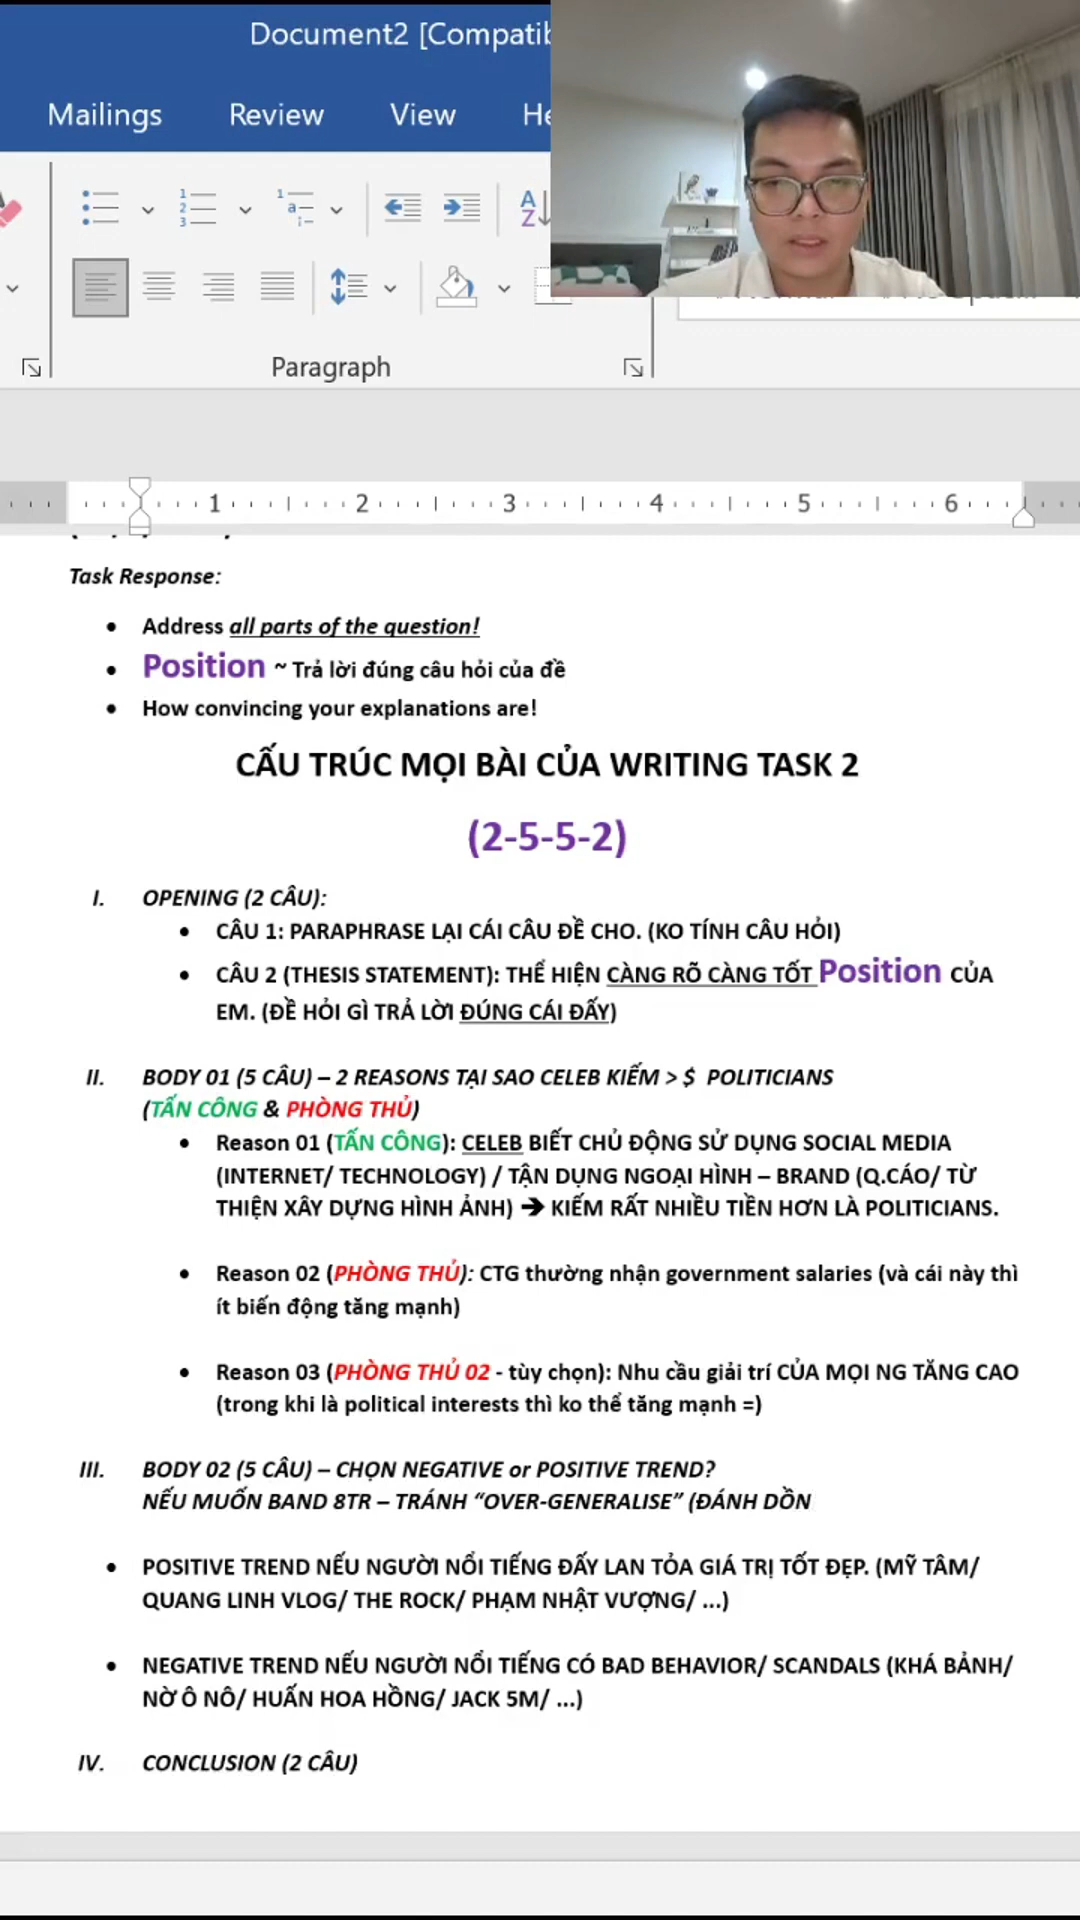 Document2 [Compatib
Mailings Review View He
Paragraph
1 2 3 4 5 6
Task Response:
• Address all parts of the question!
• Position ~ Trả lời đúng câu hỏi của đề
• How convincing your explanations are!
CẤU TRÚC MỌI BÀI CỦA WRITING TASK 2
(2-5-5-2)
I. OPENING (2 CÂU):
• CÂU 1: PARAPHRASE LẠI CÁI CÂU ĐỀ CHO. (KO TÍNH CÂU HỎI)
• CÂU 2 (THESIS STATEMENT): THỂ HIỆN CÀNG RÕ CÀNG TỐT Position CỦA
EM. (ĐỀ HỎI GÌ TRẢ LỜI ĐÚNG CÁI ĐẤY)
II. BODY 01 (5 CÂU) – 2 REASONS TẠI SAO CELEB KIẾM > $ POLITICIANS
(TẤN CÔNG & PHÒNG THỦ)
• Reason 01 (TẤN CÔNG): CELEB BIẾT CHỦ ĐỘNG SỬ DỤNG SOCIAL MEDIA
(INTERNET/ TECHNOLOGY) / TẬN DỤNG NGOẠI HÌNH – BRAND (Q.CÁO/ TỪ
THIỆN XÂY DỰNG HÌNH ẢNH) ➔ KIẾM RẤT NHIỀU TIỀN HƠN LÀ POLITICIANS.
• Reason 02 (PHÒNG THỦ): CTG thường nhận government salaries (và cái này thì
ít biến động tăng mạnh)
• Reason 03 (PHÒNG THỦ 02 - tùy chọn): Nhu cầu giải trí CỦA MỌI NG TĂNG CAO
(trong khi là political interests thì ko thể tăng mạnh =)
III. BODY 02 (5 CÂU) – CHỌN NEGATIVE or POSITIVE TREND?
NẾU MUỐN BAND 8TR – TRÁNH “OVER-GENERALISE” (ĐÁNH DỒN
• POSITIVE TREND NẾU NGƯỜI NỔI TIẾNG ĐẤY LAN TỎA GIÁ TRỊ TỐT ĐẸP. (MỸ TÂM/
QUANG LINH VLOG/ THE ROCK/ PHẠM NHẬT VƯỢNG/ ...)
• NEGATIVE TREND NẾU NGƯỜI NỔI TIẾNG CÓ BAD BEHAVIOR/ SCANDALS (KHÁ BẢNH/
NỜ Ô NÔ/ HUẤN HOA HỒNG/ JACK 5M/ ...)
IV. CONCLUSION (2 CÂU)